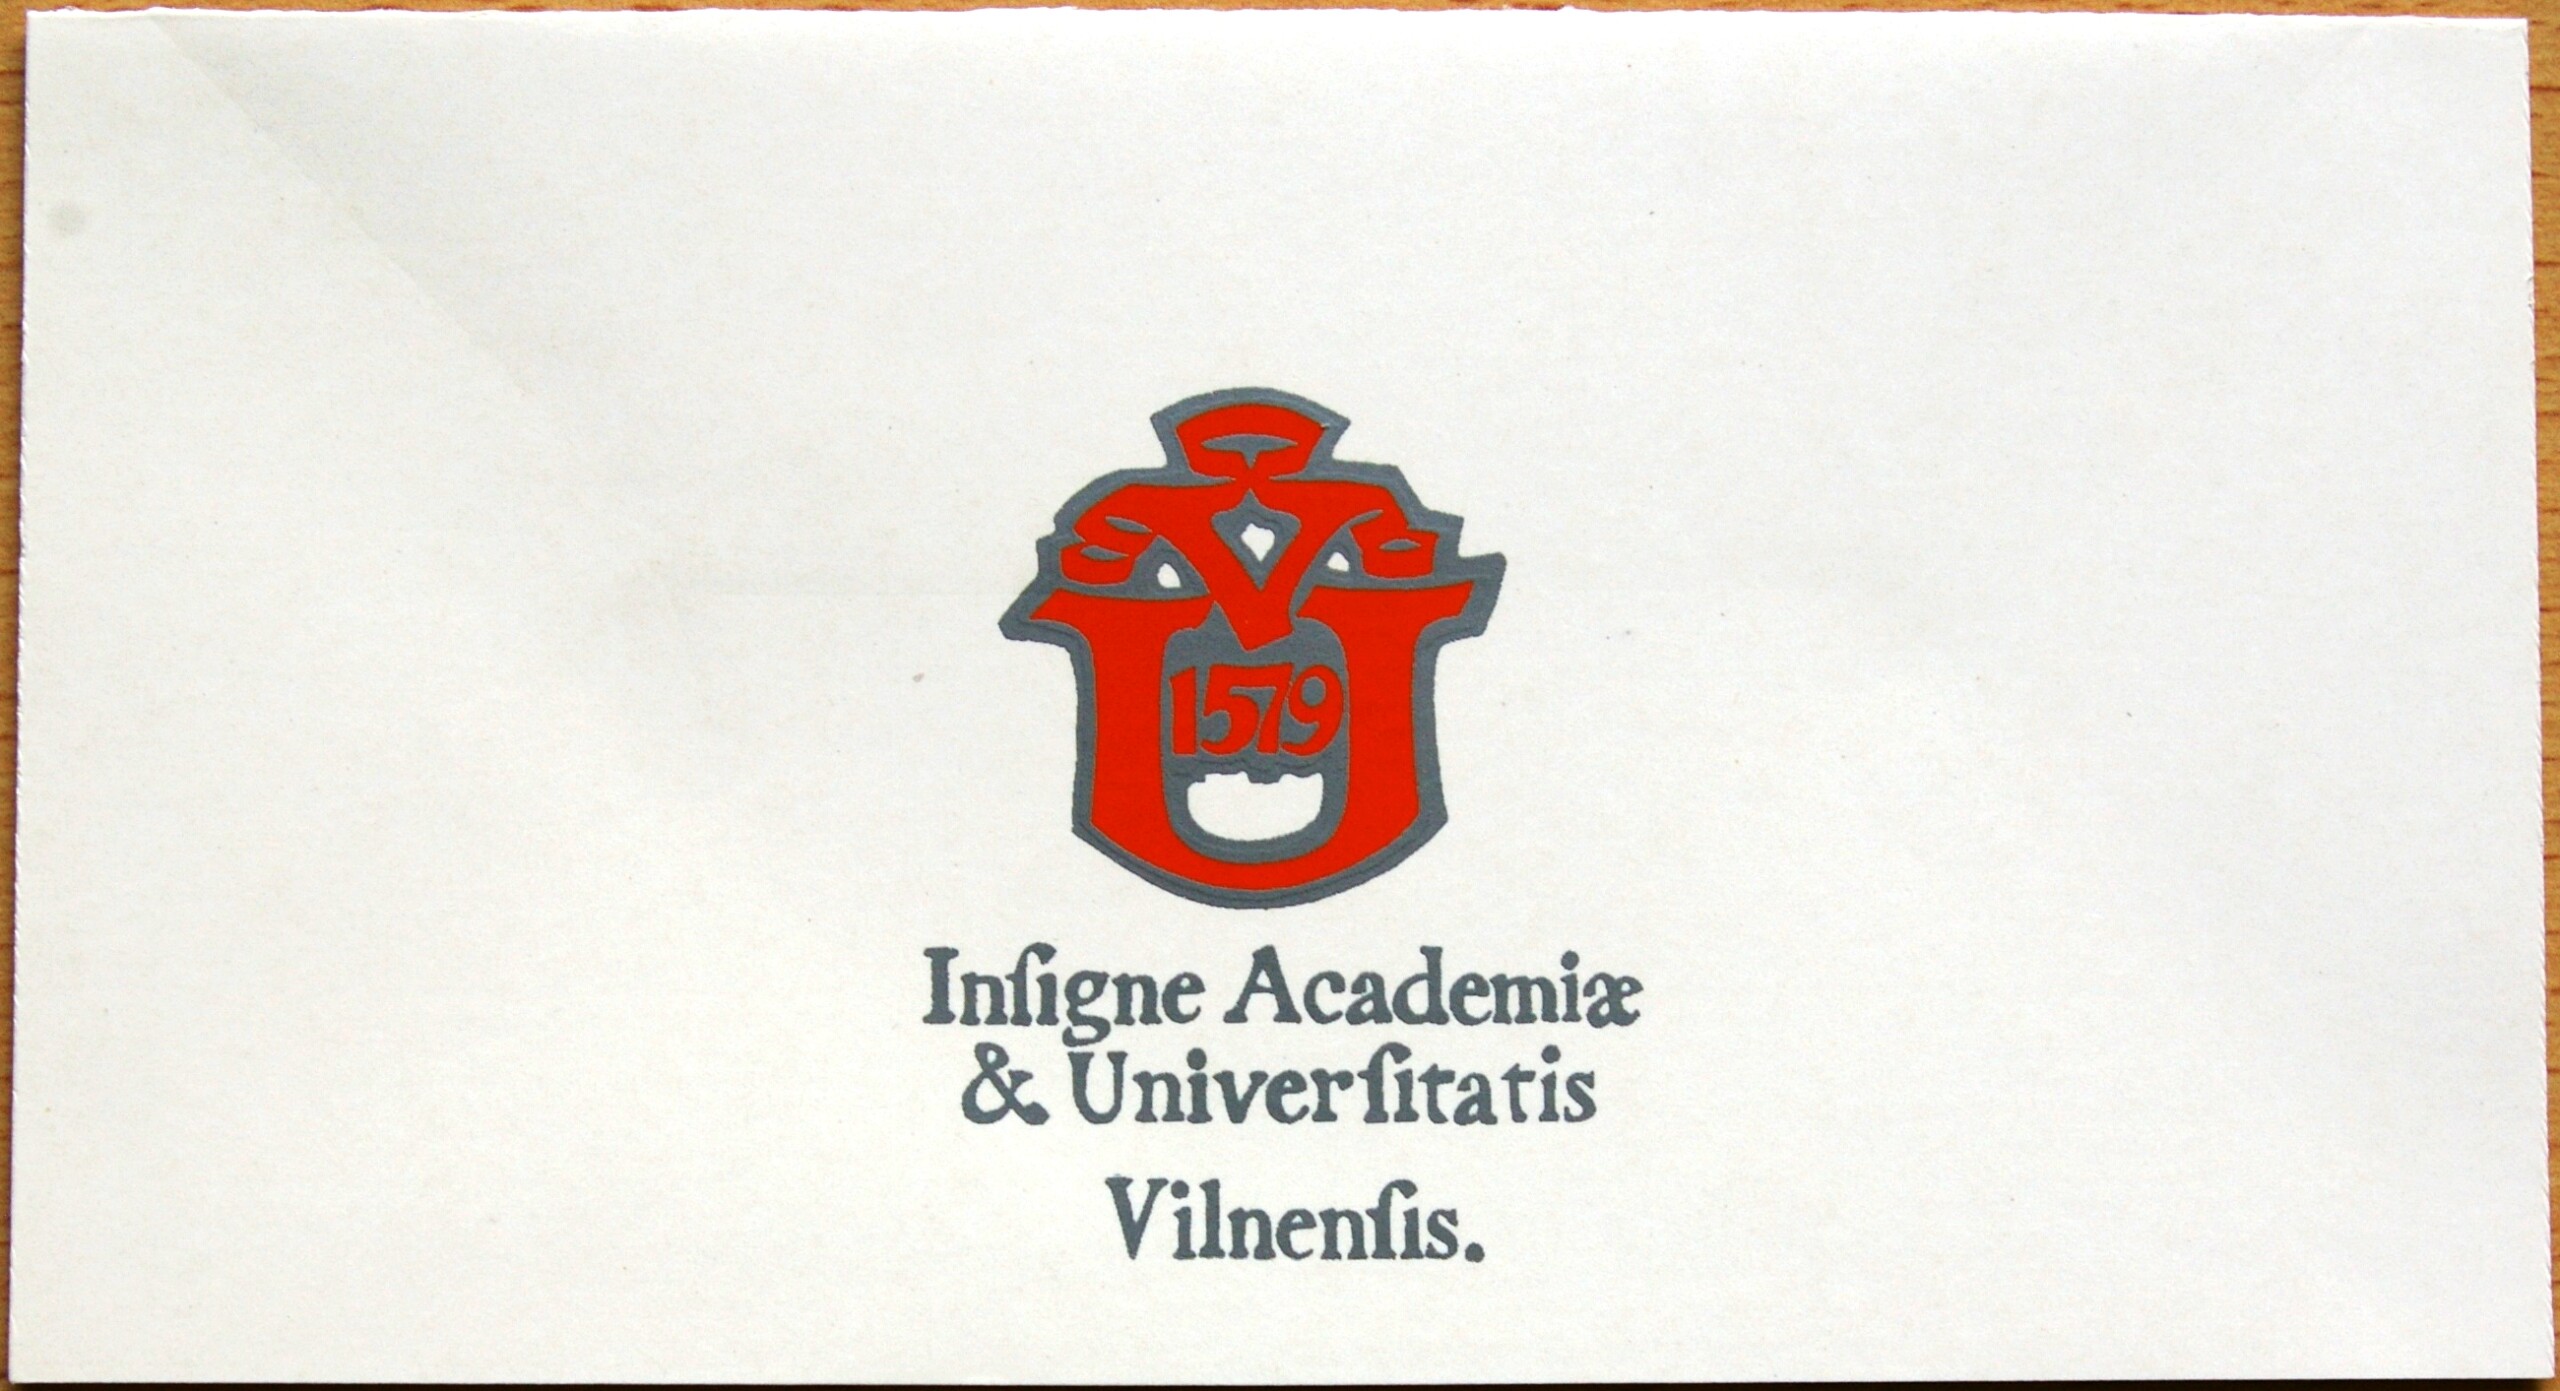 1579
Inſigne Academiæ
& Univerſitatis
Vilnenſis.